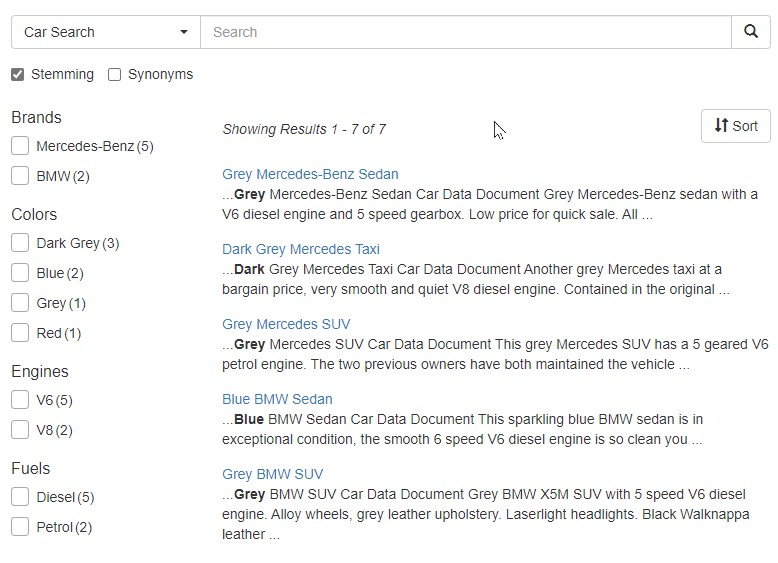 Car Search
Search
Stemming
Synonyms
Brands
Mercedes-Benz (5)
BMW (2)
Colors
Dark Grey (3)
Blue (2)
Grey (1)
Red (1)
Engines
V6 (5)
V8 (2)
Fuels
Diesel (5)
Petrol (2)
Showing Results 1 - 7 of 7
Sort
Grey Mercedes-Benz Sedan
...Grey Mercedes-Benz Sedan Car Data Document Grey Mercedes-Benz sedan with a
V6 diesel engine and 5 speed gearbox. Low price for quick sale. All ...
Dark Grey Mercedes Taxi
...Dark Grey Mercedes Taxi Car Data Document Another grey Mercedes taxi at a
bargain price, very smooth and quiet V8 diesel engine. Contained in the original ...
Grey Mercedes SUV
...Grey Mercedes SUV Car Data Document This grey Mercedes SUV has a 5 geared V6
petrol engine. The two previous owners have both maintained the vehicle ...
Blue BMW Sedan
...Blue BMW Sedan Car Data Document This sparkling blue BMW sedan is in
exceptional condition, the smooth 6 speed V6 diesel engine is so clean you ...
Grey BMW SUV
...Grey BMW SUV Car Data Document Grey BMW X5M SUV with 5 speed V6 diesel
engine. Alloy wheels, grey leather upholstery. Laserlight headlights. Black Walknappa
leather ...